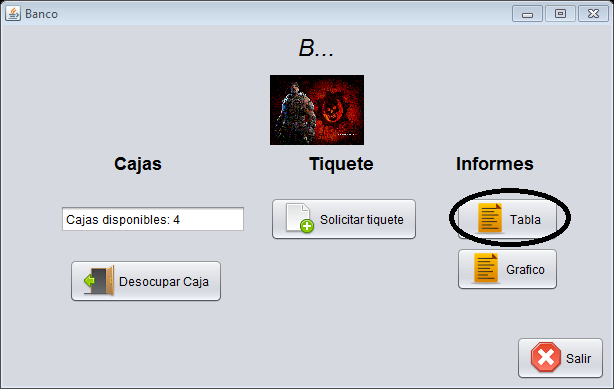 Banco
B...
Cajas
Tiquete
Informes
Cajas disponibles: 4
Solicitar tiquete
Tabla
Desocupar Caja
Grafico
Salir